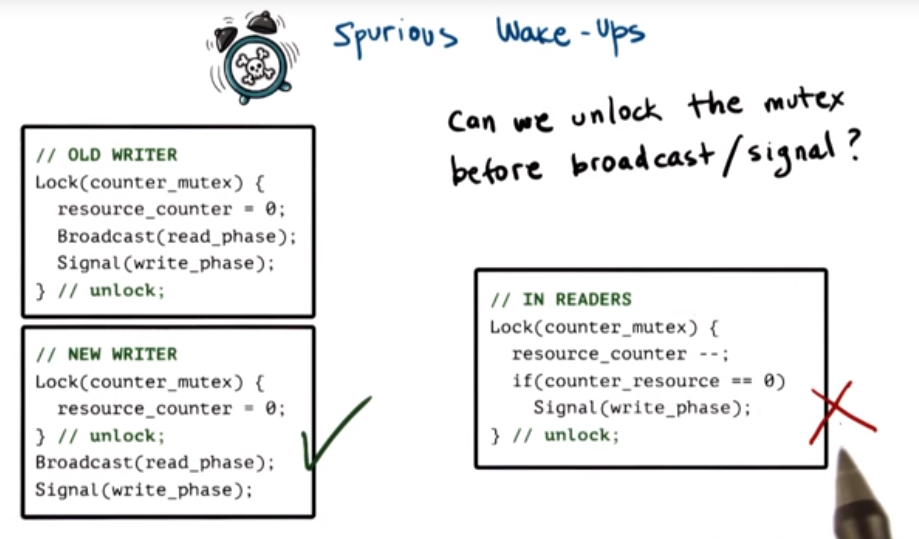 Spurious Wake-Ups
Can we unlock the mutex
before broadcast/signal?
// OLD WRITER
Lock(counter_mutex) {
resource_counter = 0;
Broadcast(read_phase);
Signal(write_phase);
} // unlock;
// NEW WRITER
Lock(counter_mutex) {
resource_counter = 0;
} // unlock;
Broadcast(read_phase);
Signal(write_phase);
// IN READERS
Lock(counter_mutex) {
resource_counter --;
if(counter_resource == 0)
Signal(write_phase);
} // unlock;